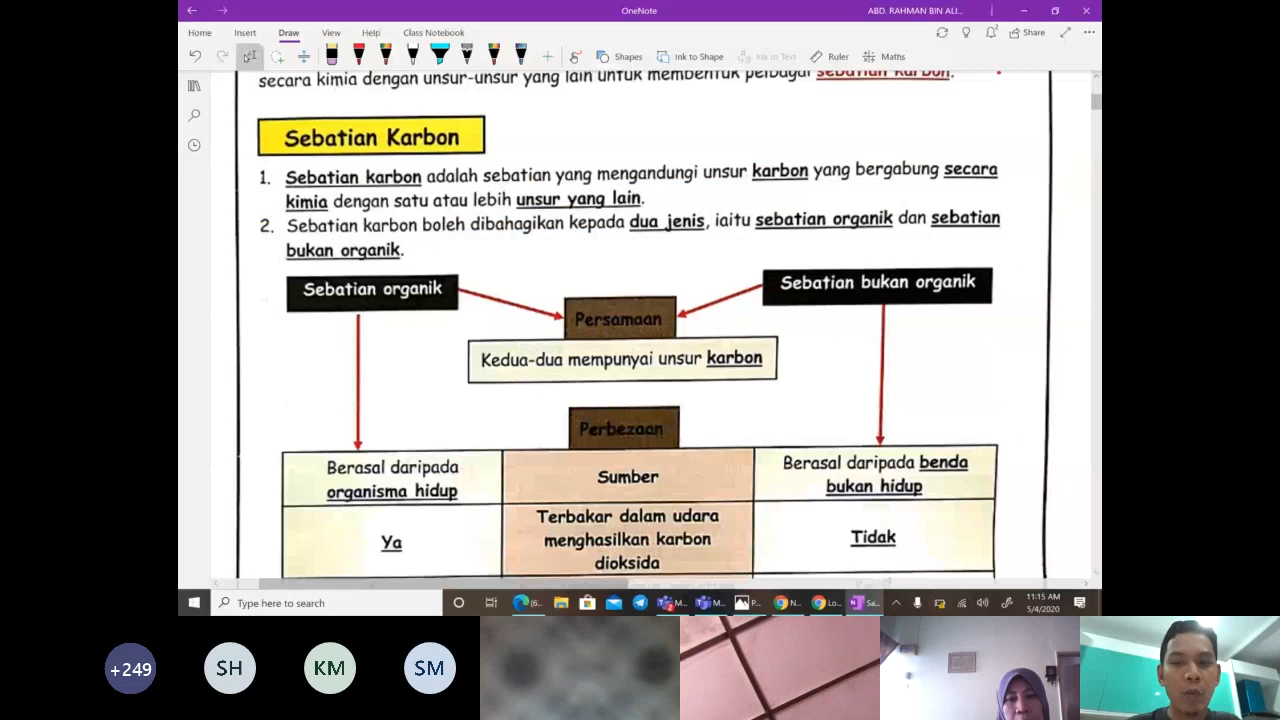 OneNote
ABD. RAHMAN BIN ALI...
Home Insert Draw View Help Class Notebook
Share
Shapes Ink to Shape Ink to Text Ruler Maths
secara kimia dengan unsur-unsur yang lain untuk membentuk pelbagai sebatian karbon.
Sebatian Karbon
1. Sebatian karbon adalah sebatian yang mengandungi unsur karbon yang bergabung secara
kimia dengan satu atau lebih unsur yang lain.
2. Sebatian karbon boleh dibahagikan kepada dua jenis, iaitu sebatian organik dan sebatian
bukan organik.
Sebatian organik
Sebatian bukan organik
Persamaan
Kedua-dua mempunyai unsur karbon
Perbezaan
Berasal daripada
organisma hidup
Sumber
Berasal daripada benda
bukan hidup
Ya
Terbakar dalam udara
menghasilkan karbon
dioksida
Tidak
Type here to search
(6...
M...
M...
P...
N...
Lo...
Sa...
11:15 AM
5/4/2020
+249
SH
KM
SM